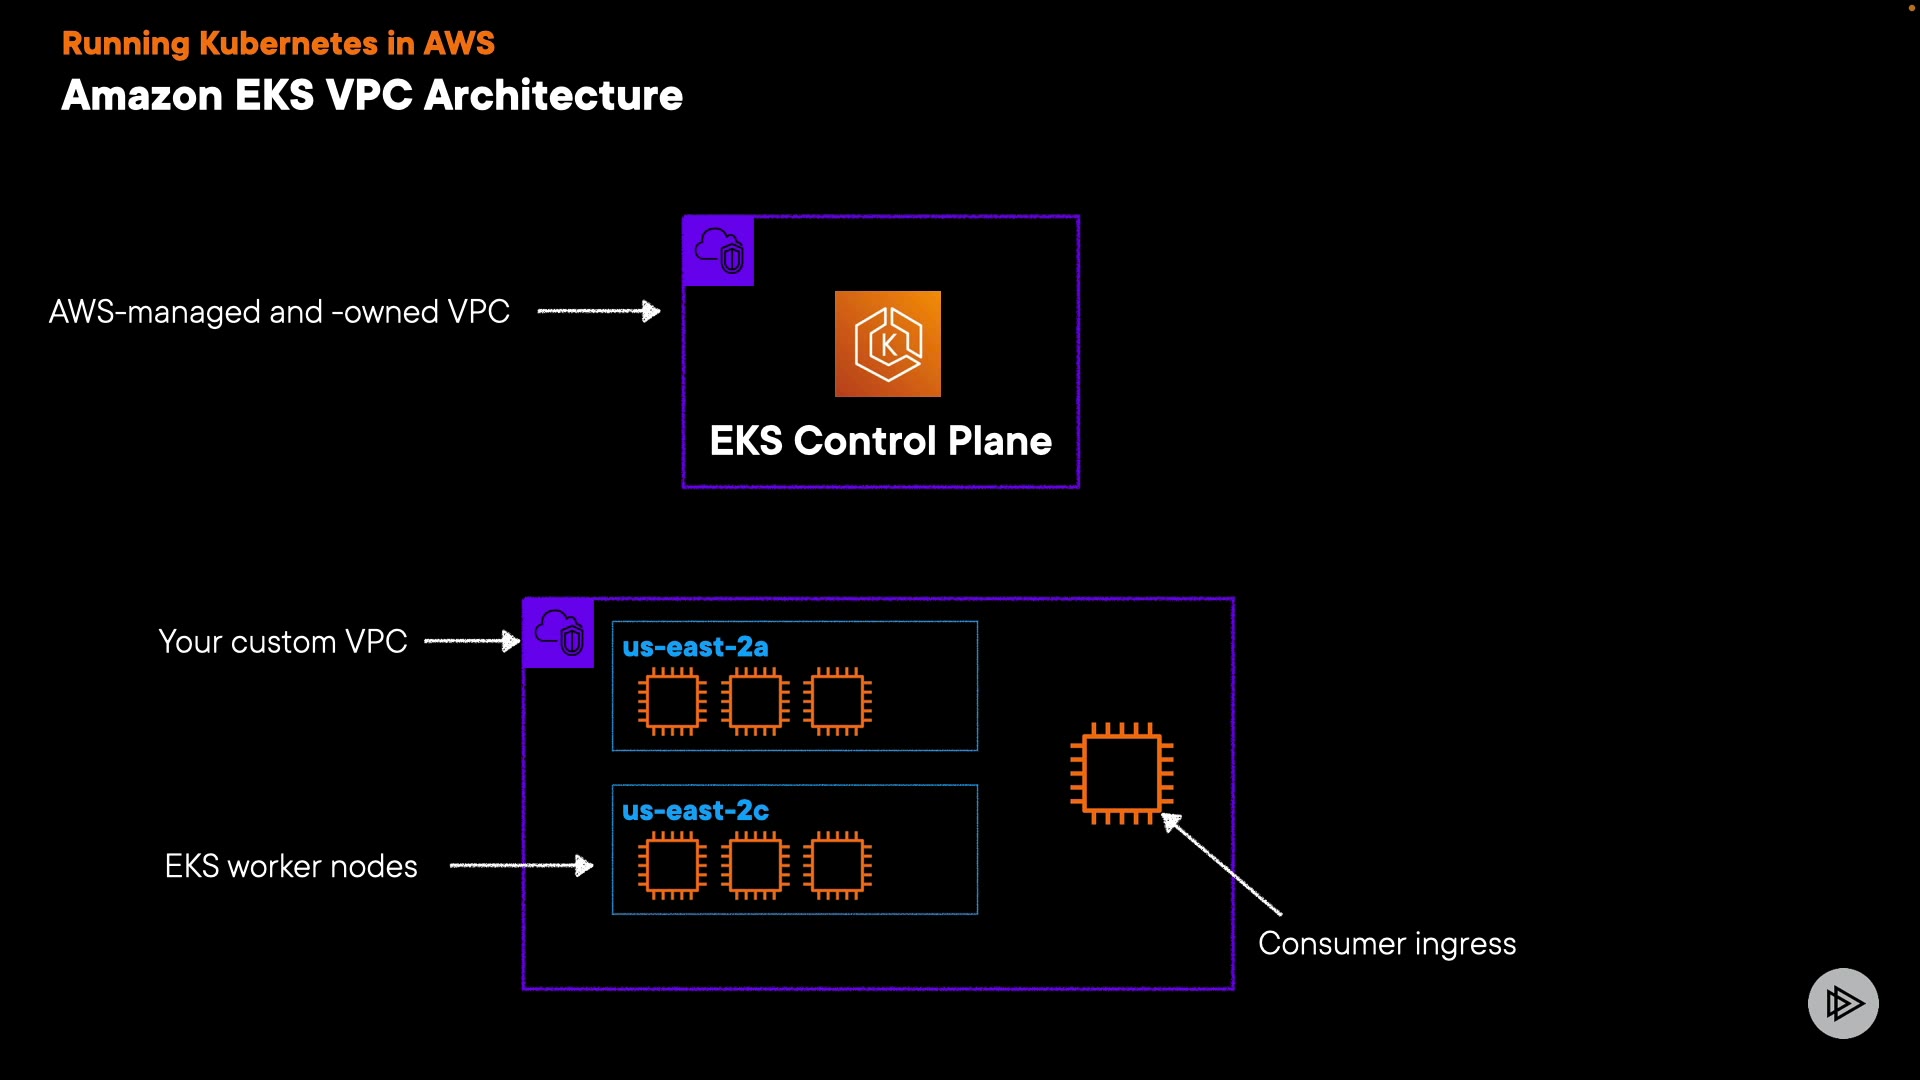 Running Kubernetes in AWS
Amazon EKS VPC Architecture
AWS-managed and -owned VPC
K
EKS Control Plane
Your custom VPC
us-east-2a
us-east-2c
EKS worker nodes
Consumer ingress